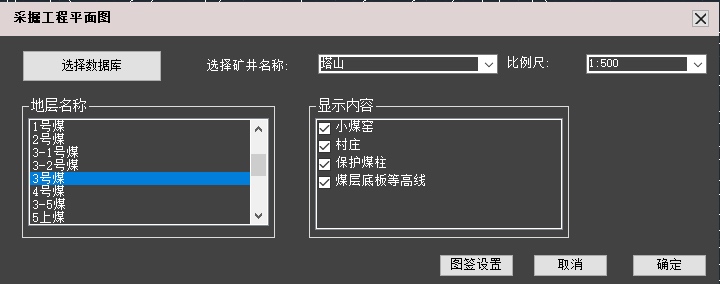 采掘工程平面图
选择数据库 选择矿井名称: 塔山 比例尺: 1:500
地层名称
1号煤
2号煤
3-1号煤
3-2号煤
3号煤
4号煤
3-5煤
5上煤
显示内容
小煤窑
村庄
保护煤柱
煤层底板等高线
图签设置 取消 确定